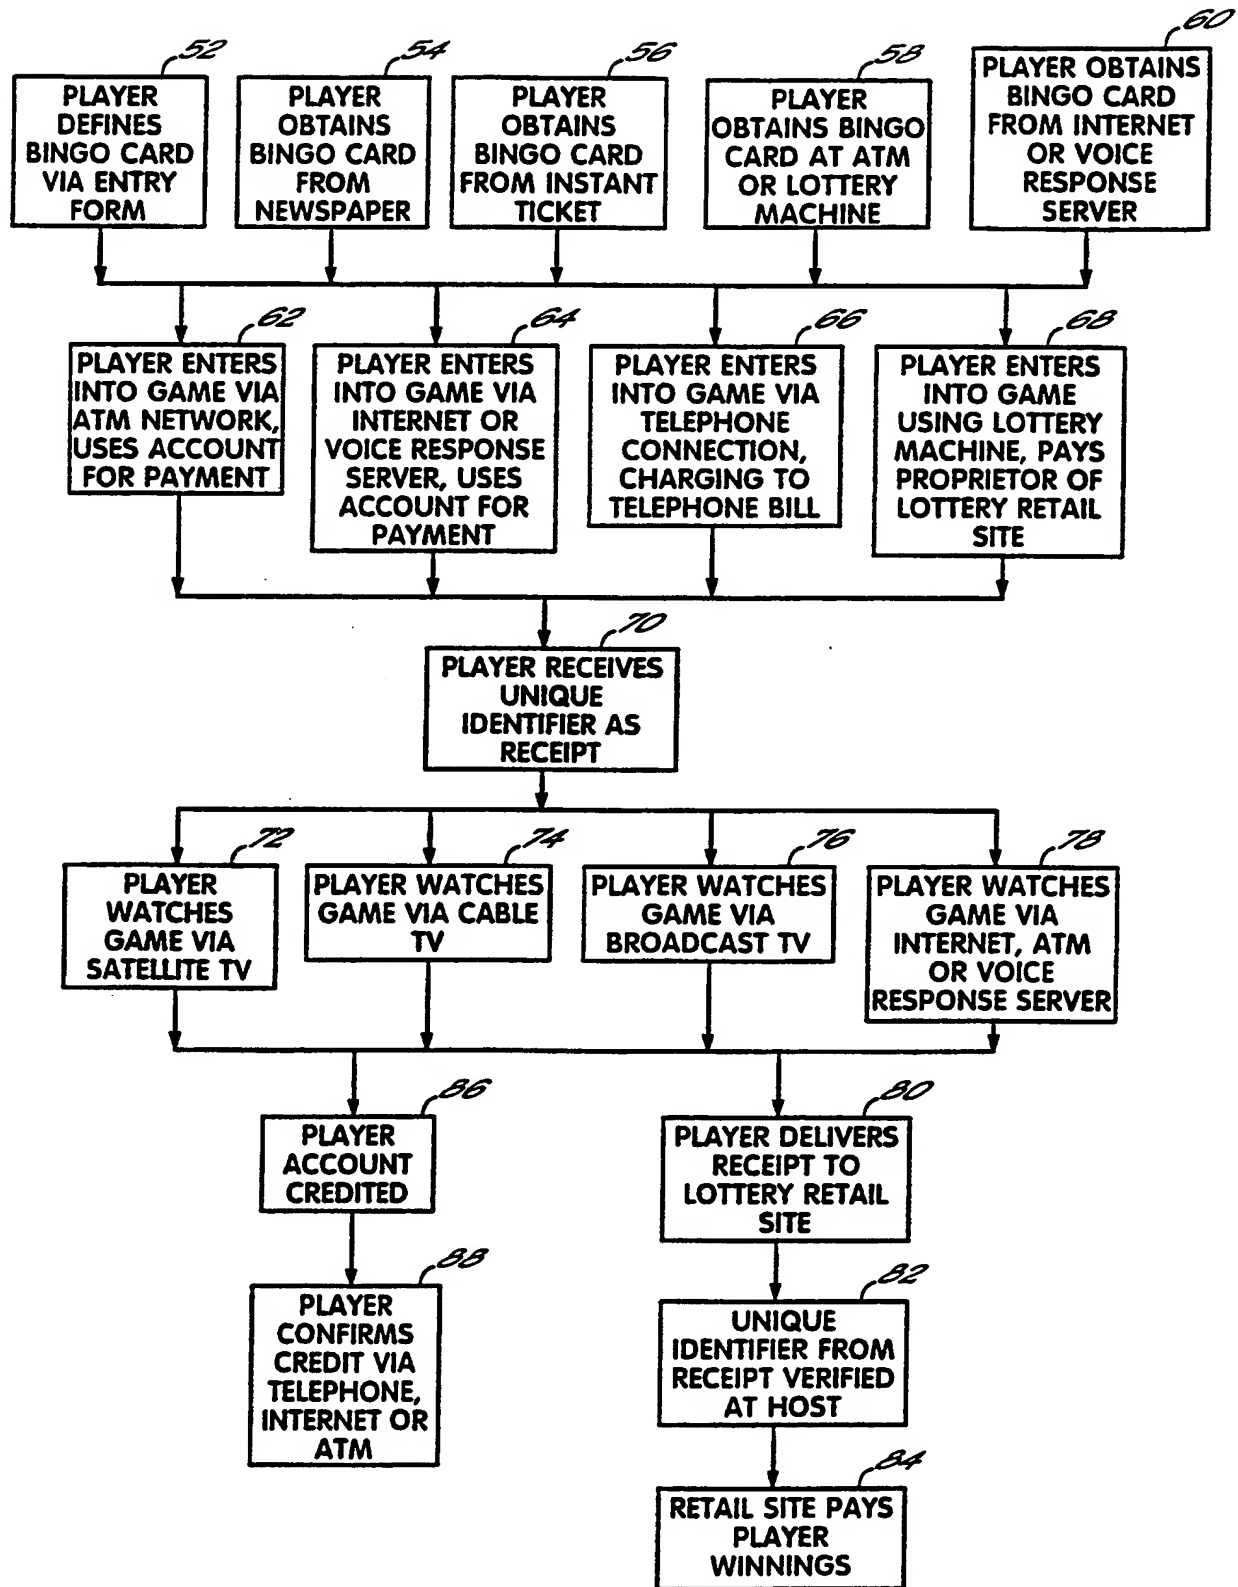 52
PLAYER
DEFINES
BINGO CARD
VIA ENTRY
FORM
54
PLAYER
OBTAINS
BINGO CARD
FROM
NEWSPAPER
56
PLAYER
OBTAINS
BINGO CARD
FROM INSTANT
TICKET
58
PLAYER
OBTAINS BINGO
CARD AT ATM
OR LOTTERY
MACHINE
60
PLAYER OBTAINS
BINGO CARD
FROM INTERNET
OR VOICE
RESPONSE
SERVER
62
PLAYER ENTERS
INTO GAME VIA
ATM NETWORK,
USES ACCOUNT
FOR PAYMENT
64
PLAYER ENTERS
INTO GAME VIA
INTERNET OR
VOICE RESPONSE
SERVER, USES
ACCOUNT FOR
PAYMENT
66
PLAYER ENTERS
INTO GAME VIA
TELEPHONE
CONNECTION,
CHARGING TO
TELEPHONE BILL
68
PLAYER ENTERS
INTO GAME
USING LOTTERY
MACHINE, PAYS
PROPRIETOR OF
LOTTERY RETAIL
SITE
70
PLAYER RECEIVES
UNIQUE
IDENTIFIER AS
RECEIPT
72
PLAYER
WATCHES
GAME VIA
SATELLITE TV
74
PLAYER WATCHES
GAME VIA CABLE
TV
76
PLAYER WATCHES
GAME VIA
BROADCAST TV
78
PLAYER WATCHES
GAME VIA
INTERNET, ATM
OR VOICE
RESPONSE SERVER
86
PLAYER
ACCOUNT
CREDITED
80
PLAYER DELIVERS
RECEIPT TO
LOTTERY RETAIL
SITE
88
PLAYER
CONFIRMS
CREDIT VIA
TELEPHONE,
INTERNET OR
ATM
82
UNIQUE
IDENTIFIER FROM
RECEIPT VERIFIED
AT HOST
84
RETAIL SITE PAYS
PLAYER
WINNINGS